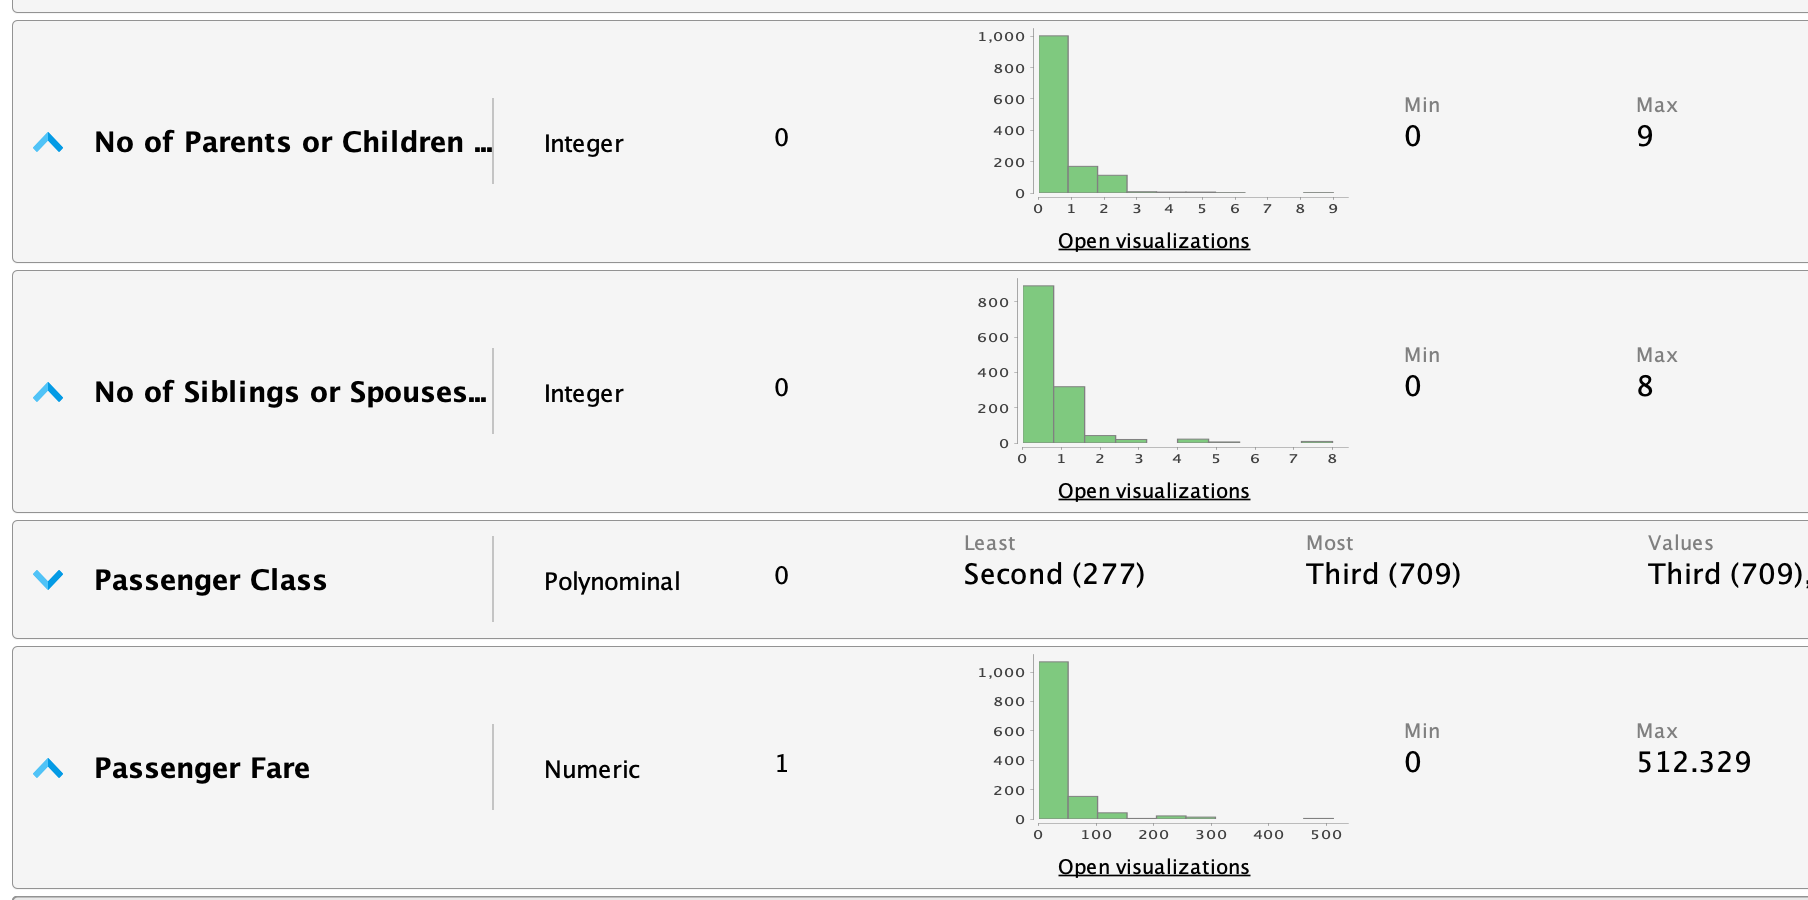 No of Parents or Children ...
Integer
0
1,000
800
600
400
200
0
0 1 2 3 4 5 6 7 8 9
Open visualizations
Min
0
Max
9
No of Siblings or Spouses...
Integer
0
800
600
400
200
0
0 1 2 3 4 5 6 7 8
Open visualizations
Min
0
Max
8
Passenger Class
Polynominal
0
Least
Second (277)
Most
Third (709)
Values
Third (709),
Passenger Fare
Numeric
1
1,000
800
600
400
200
0
0 100 200 300 400 500
Open visualizations
Min
0
Max
512.329